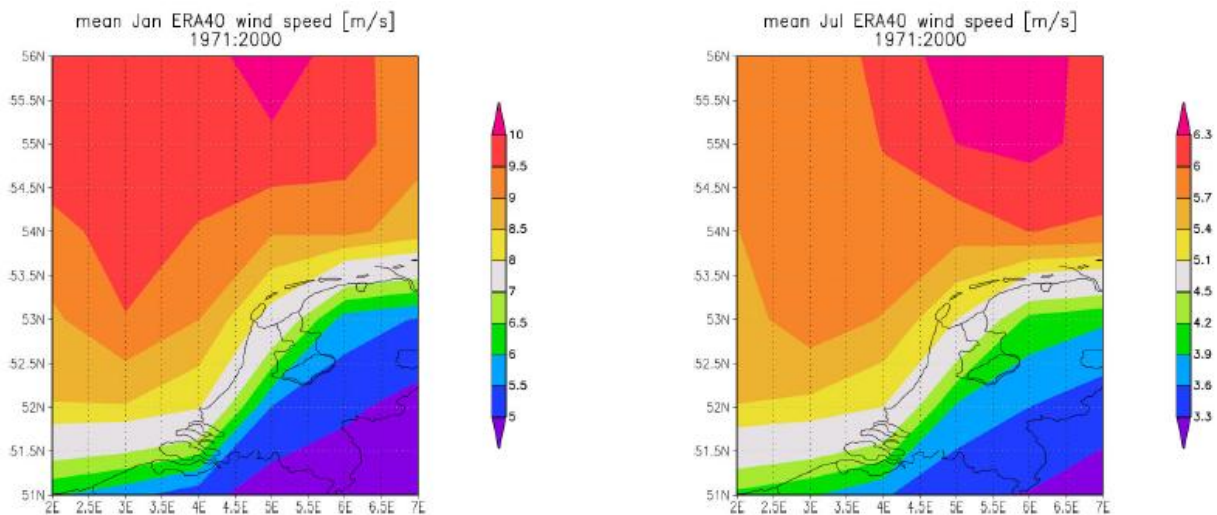 mean Jan ERA40 wind speed [m/s]
1971:2000
56N
55.5N
55N
54.5N
54N
53.5N
53N
52.5N
52N
51.5N
51N
2E 2.5E 3E 3.5E 4E 4.5E 5E 5.5E 6E 6.5E 7E
10
9.5
9
8.5
8
7
6.5
6
5.5
5
mean Jul ERA40 wind speed [m/s]
1971:2000
56N
55.5N
55N
54.5N
54N
53.5N
53N
52.5N
52N
51.5N
51N
2E 2.5E 3E 3.5E 4E 4.5E 5E 5.5E 6E 6.5E 7E
6.3
6
5.7
5.4
5.1
4.5
4.2
3.9
3.6
3.3